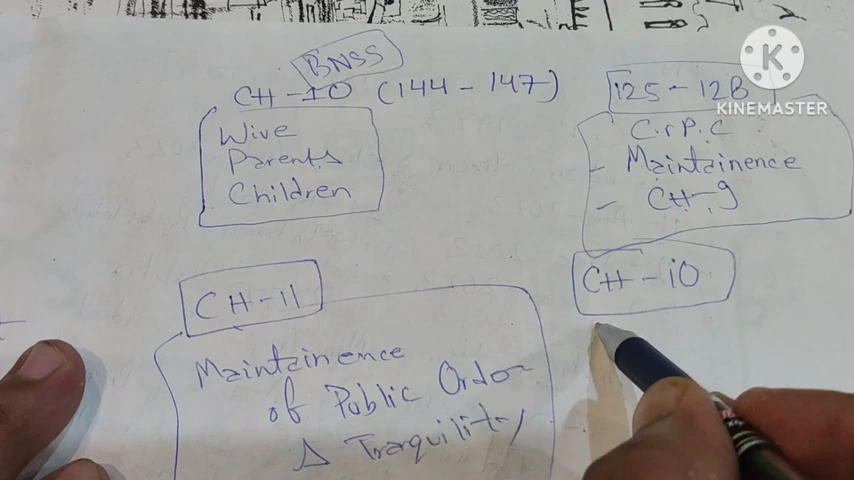 BNSS
CH-10 (144-147)
Wive
Parents
Children
125-128
C.r.P.C
- Maintainence
- CH-9
CH-11
Maintainence
of Public Order
& Tranquility
CH-10
KINEMASTER